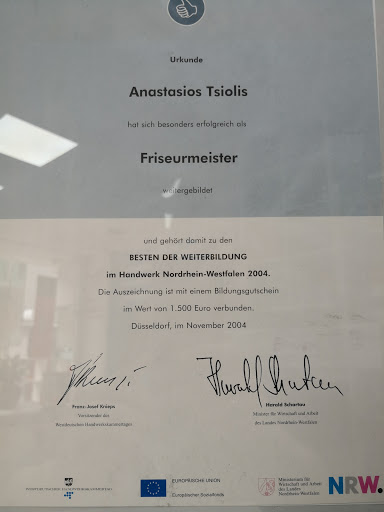 Urkunde
Anastasios Tsiolis
hat sich besonders erfolgreich als
Friseurmeister
weitergebildet
und gehört damit zu den
BESTEN DER WEITERBILDUNG
im Handwerk Nordrhein-Westfalen 2004.
Die Auszeichnung ist mit einem Bildungsgutschein
im Wert von 1.500 Euro verbunden.
Düsseldorf, im November 2004
Franz-Josef Knieps
Vorsitzender des
Westdeutschen Handwerkskammertages
Harald Schartau
Minister für Wirtschaft und Arbeit
des Landes Nordrhein-Westfalen
EUROPÄISCHE UNION
Europäischer Sozialfonds
Ministerium für
Wirtschaft und Arbeit
des Landes
Nordrhein-Westfalen
NRW.